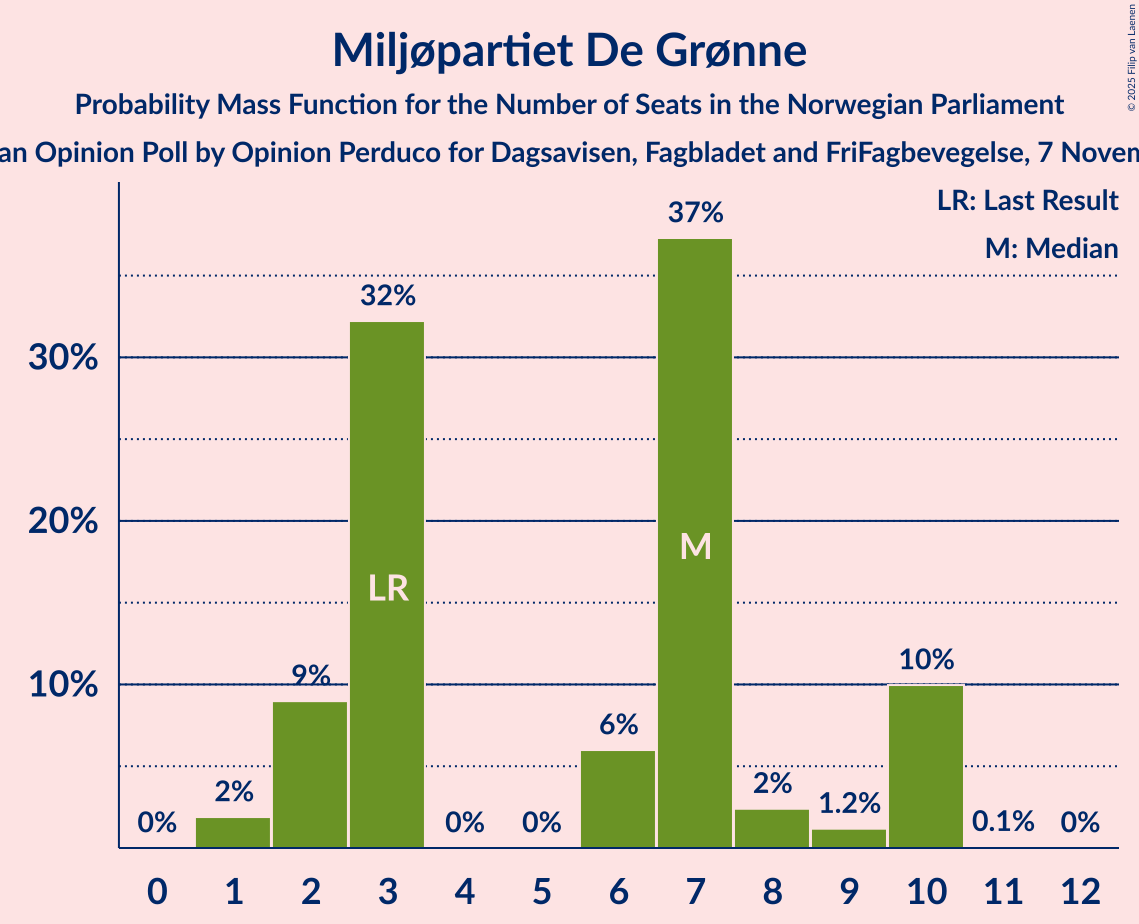 Miljøpartiet De Grønne
Probability Mass Function for the Number of Seats in the Norwegian Parliament
an Opinion Poll by Opinion Perduco for Dagsavisen, Fagbladet and FriFagbevegelse, 7
© 2025 Filip van Laenen
LR: Last Result
M: Median
37%
32%
30%
20%
M
LR
10%
9%
10%
6%
0%
2%
0%
0%
2%
1.2%
0.1%
0%
0 1 2 3 4 5 6 7 8 9 10 11 12